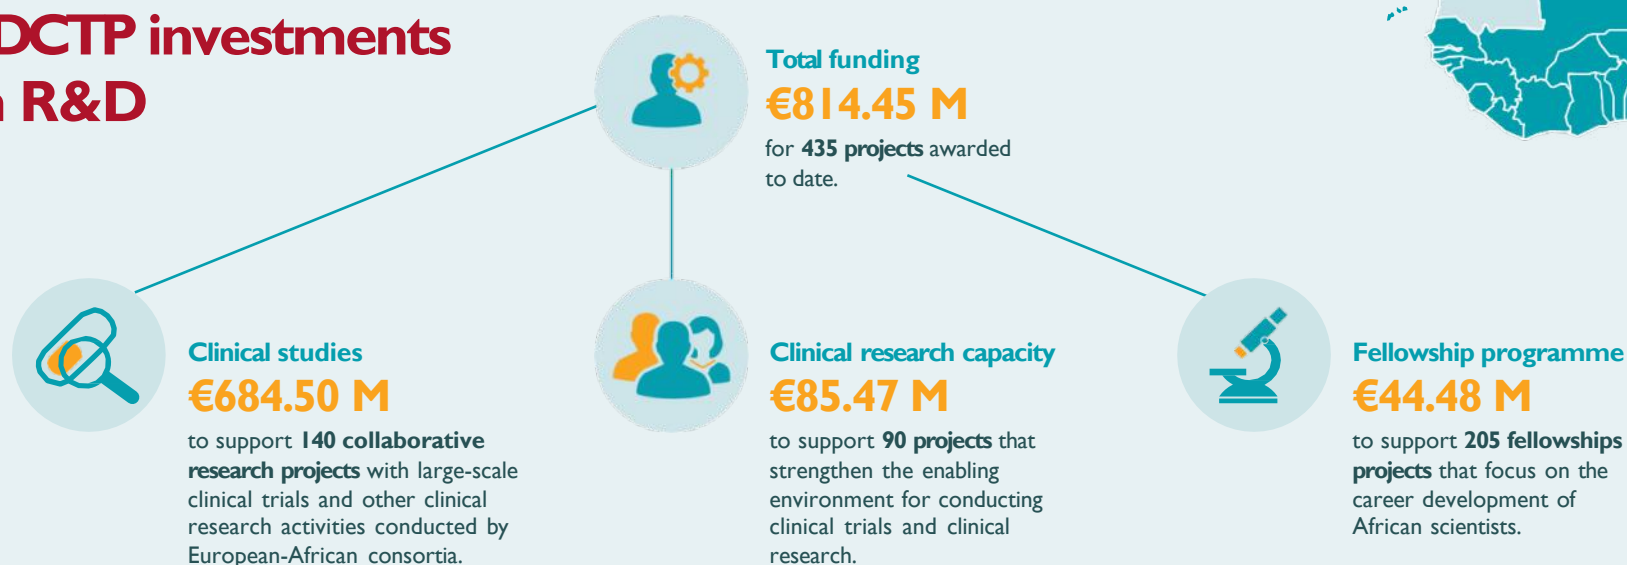 DCTP investments
R&D
Total funding
€814.45 M
for 435 projects awarded
to date.
Clinical studies
€684.50 M
to support 140 collaborative
research projects with large-scale
clinical trials and other clinical
research activities conducted by
European-African consortia.
Clinical research capacity
€85.47 M
to support 90 projects that
strengthen the enabling
environment for conducting
clinical trials and clinical
research.
Fellowship programme
€44.48 M
to support 205 fellowships
projects that focus on the
career development of
African scientists.